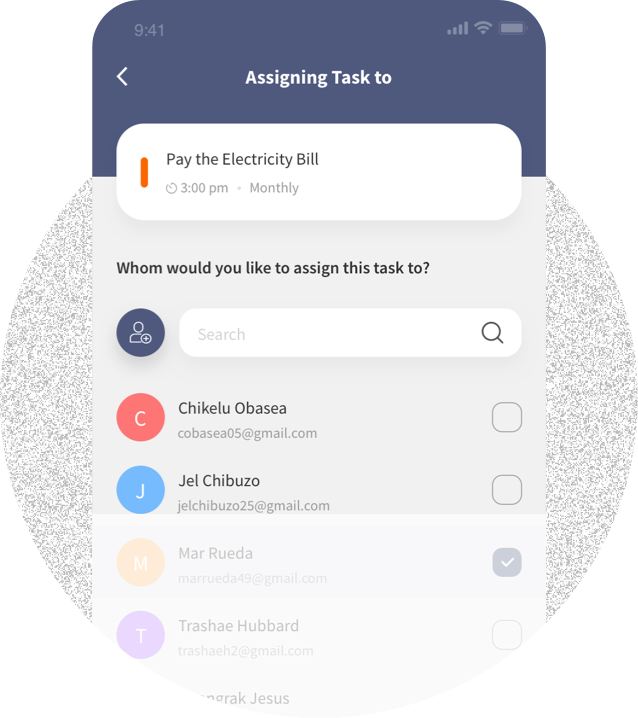 9:41
Assigning Task to
Pay the Electricity Bill
3:00 pm • Monthly
Whom would you like to assign this task to?
Search
C
Chikelu Obasea
cobasea05@gmail.com
J
Jel Chibuzo
jelchibuzo25@gmail.com
M
Mar Rueda
marrueda49@gmail.com
T
Trashae Hubbard
trashaeh2@gmail.com
Jesus